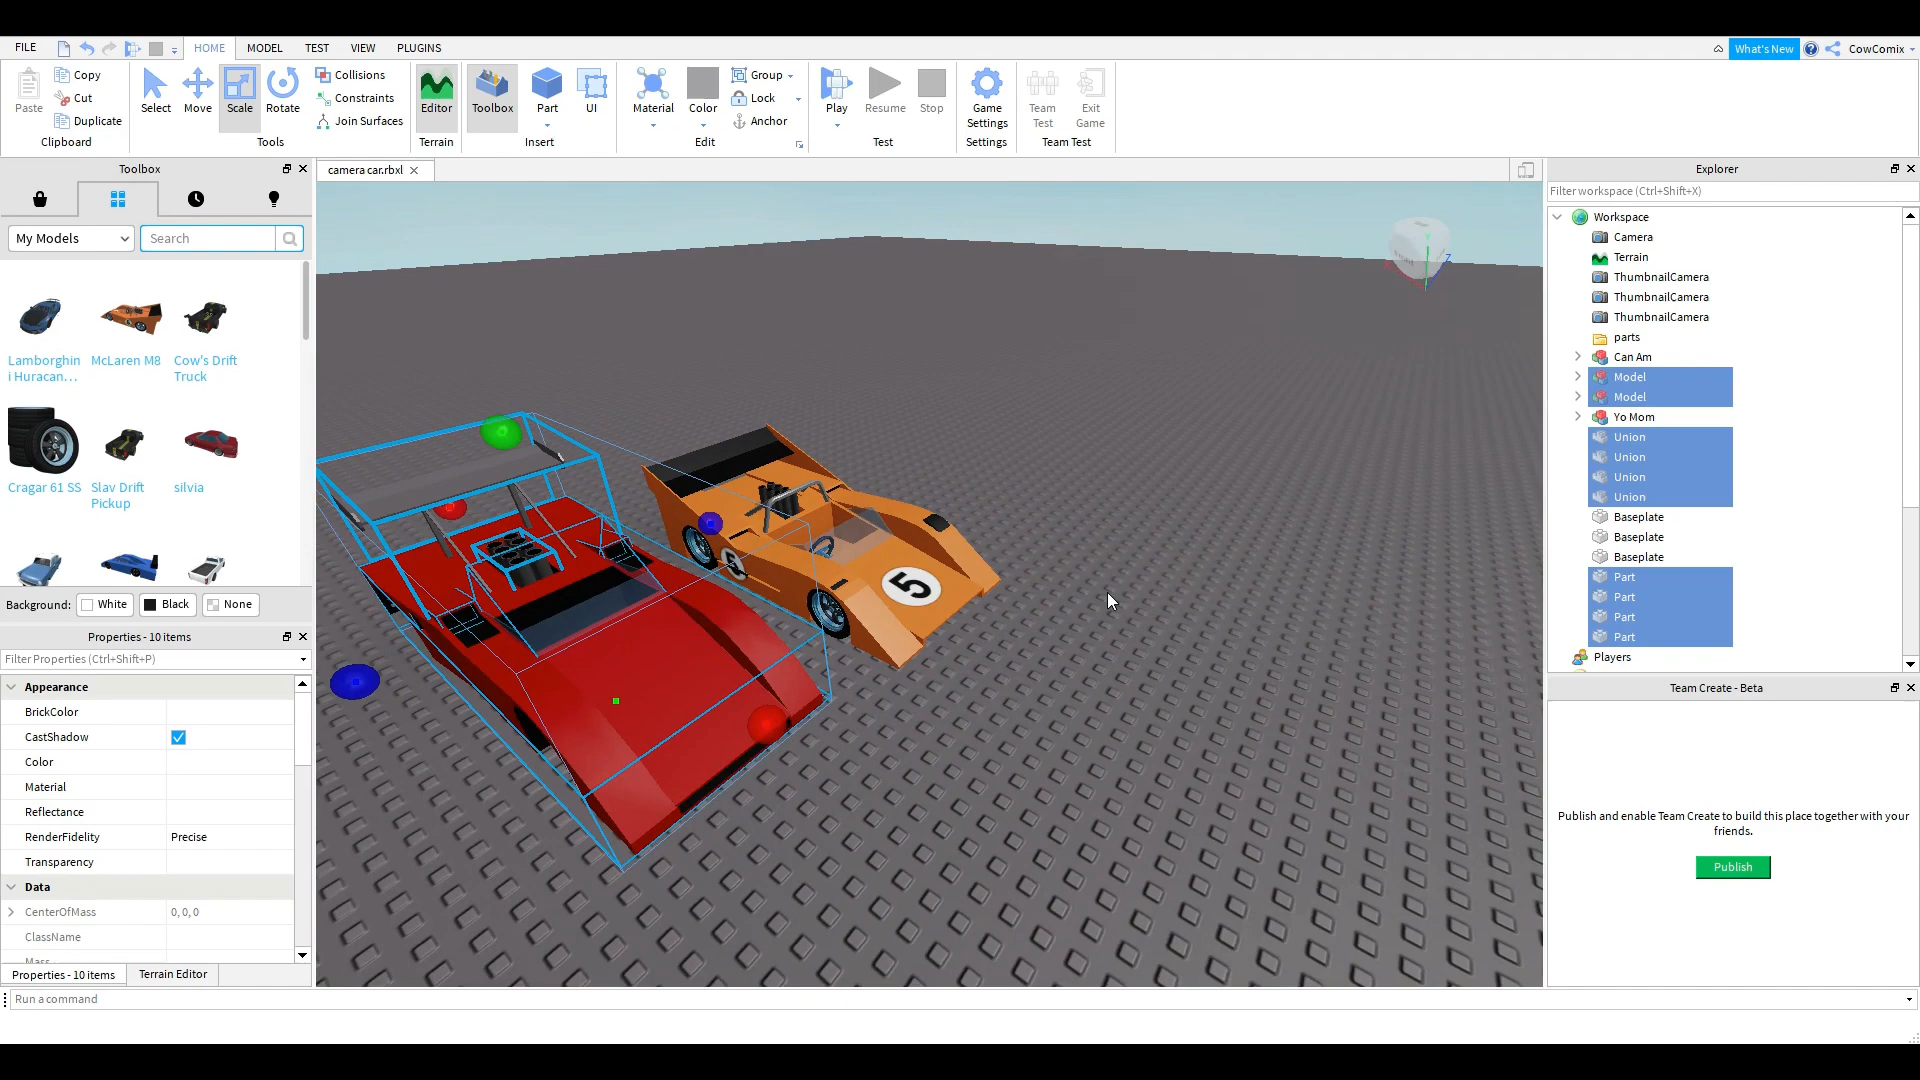 FILE HOME MODEL TEST VIEW PLUGINS What's New CowComix
Paste Copy Cut Duplicate Clipboard
Select Move Scale Rotate Collisions Constraints Join Surfaces Tools
Editor Terrain
Toolbox Part UI Insert
Material Color Group Lock Anchor Edit
Play Resume Stop Test
Game Settings Settings
Team Test Exit Game Team Test
Toolbox
My Models Search
Lamborghin
i Huracan...
McLaren M8
Cow's Drift
Truck
Cragar 61 SS
Slav Drift
Pickup
silvia
Background: White Black None
Properties - 10 items
Filter Properties (Ctrl+Shift+P)
Appearance
BrickColor
CastShadow
Color
Material
Reflectance
RenderFidelity Precise
Transparency
Data
CenterOfMass 0, 0, 0
ClassName
Mass
Properties - 10 items Terrain Editor
Run a command
camera car.rbxl
5
5
Y
Z
Explorer
Filter workspace (Ctrl+Shift+X)
Workspace
Camera
Terrain
ThumbnailCamera
ThumbnailCamera
ThumbnailCamera
parts
Can Am
Model
Model
Yo Mom
Union
Union
Union
Union
Baseplate
Baseplate
Baseplate
Part
Part
Part
Part
Players
Team Create - Beta
Publish and enable Team Create to build this place together with your
friends.
Publish